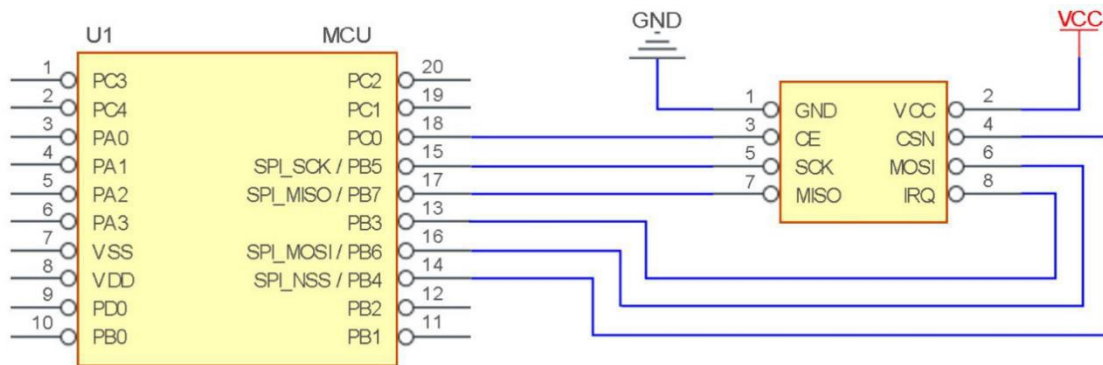 U1 MCU
1 PC3 PC2 20
2 PC4 PC1 19
3 PA0 PC0 18
4 PA1 SPI_SCK / PB5 15
5 PA2 SPI_MISO / PB7 17
6 PA3 PB3 13
7 VSS SPI_MOSI / PB6 16
8 VDD SPI_NSS / PB4 14
9 PD0 PB2 12
10 PB0 PB1 11
GND
VCC
1 GND VCC 2
3 CE CSN 4
5 SCK MOSI 6
7 MISO IRQ 8